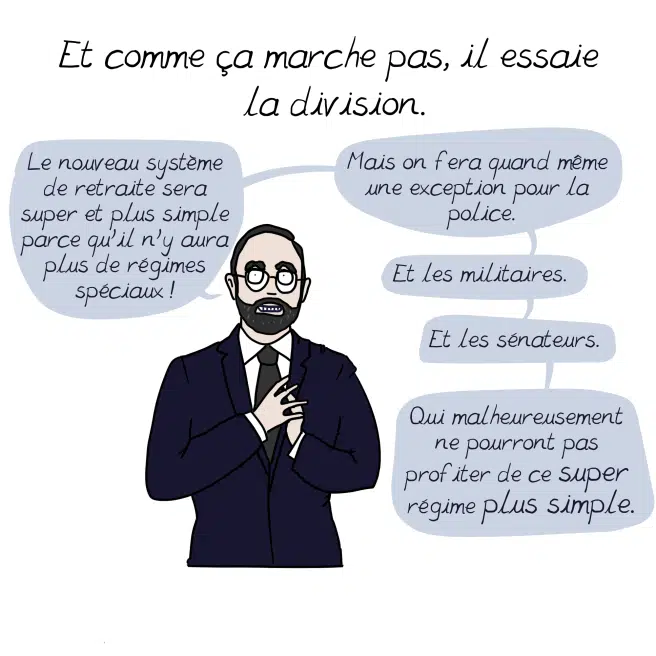 Et comme ça marche pas, il essaie
la division.
Le nouveau système
de retraite sera
super et plus simple
parce qu'il n'y aura
plus de régimes
spéciaux !
Mais on fera quand même
une exception pour la
police.
Et les militaires.
Et les sénateurs.
Qui malheureusement
ne pourront pas
profiter de ce super
régime plus simple.